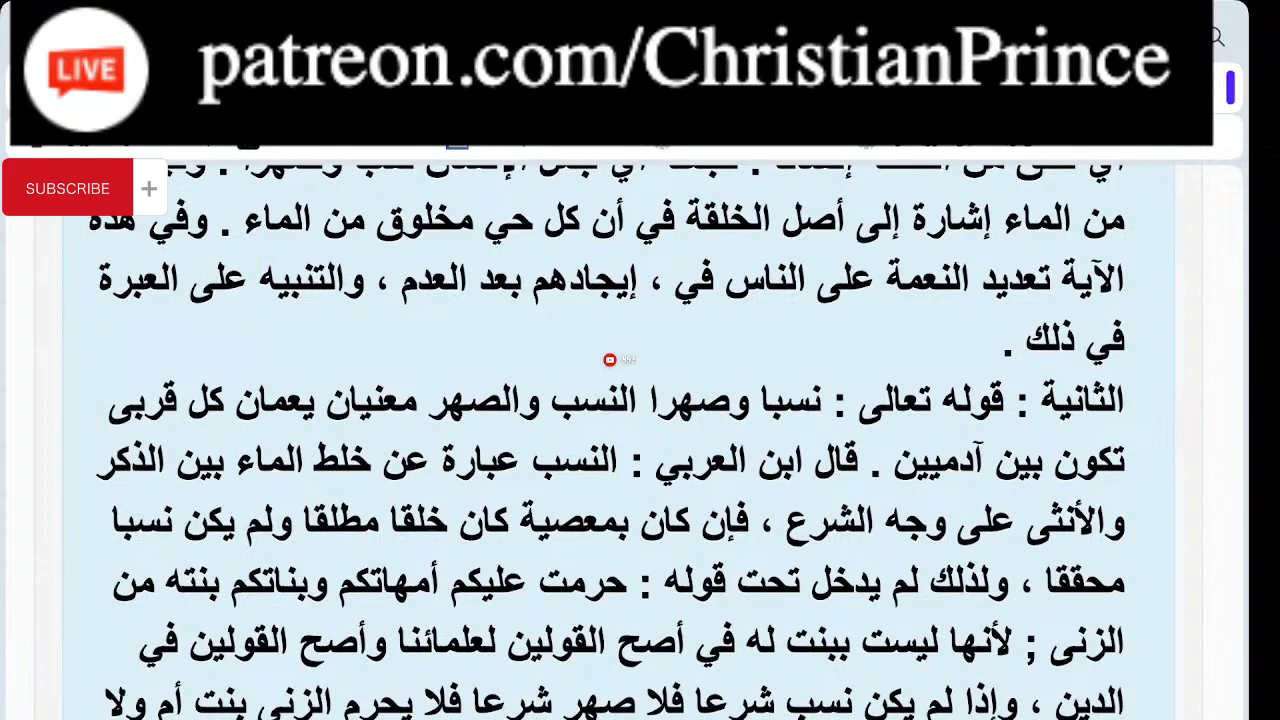 LIVE
patreon.com/ChristianPrince
SUBSCRIBE
من الماء إشارة إلى أصل الخلقة في أن كل حي مخلوق من الماء . وفي هذه
الآية تعديد النعمة على الناس في ، إيجادهم بعد العدم ، والتنبيه على العبرة
في ذلك .
الثانية : قوله تعالى : نسبا وصهرا النسب والصهر معنيان يعمان كل قربى
تكون بين آدميين . قال ابن العربي : النسب عبارة عن خلط الماء بين الذكر
والأنثى على وجه الشرع ، فإن كان بمعصية كان خلقا مطلقا ولم يكن نسبا
محققا ، ولذلك لم يدخل تحت قوله : حرمت عليكم أمهاتكم وبناتكم بنته من
الزنى ; لأنها ليست ببنت له في أصح القولين لعلمائنا وأصح القولين في
الدين ، وإذا لم يكن نسب شرعا فلا صهر شرعا فلا يحرم الزنى بنت أم ولا